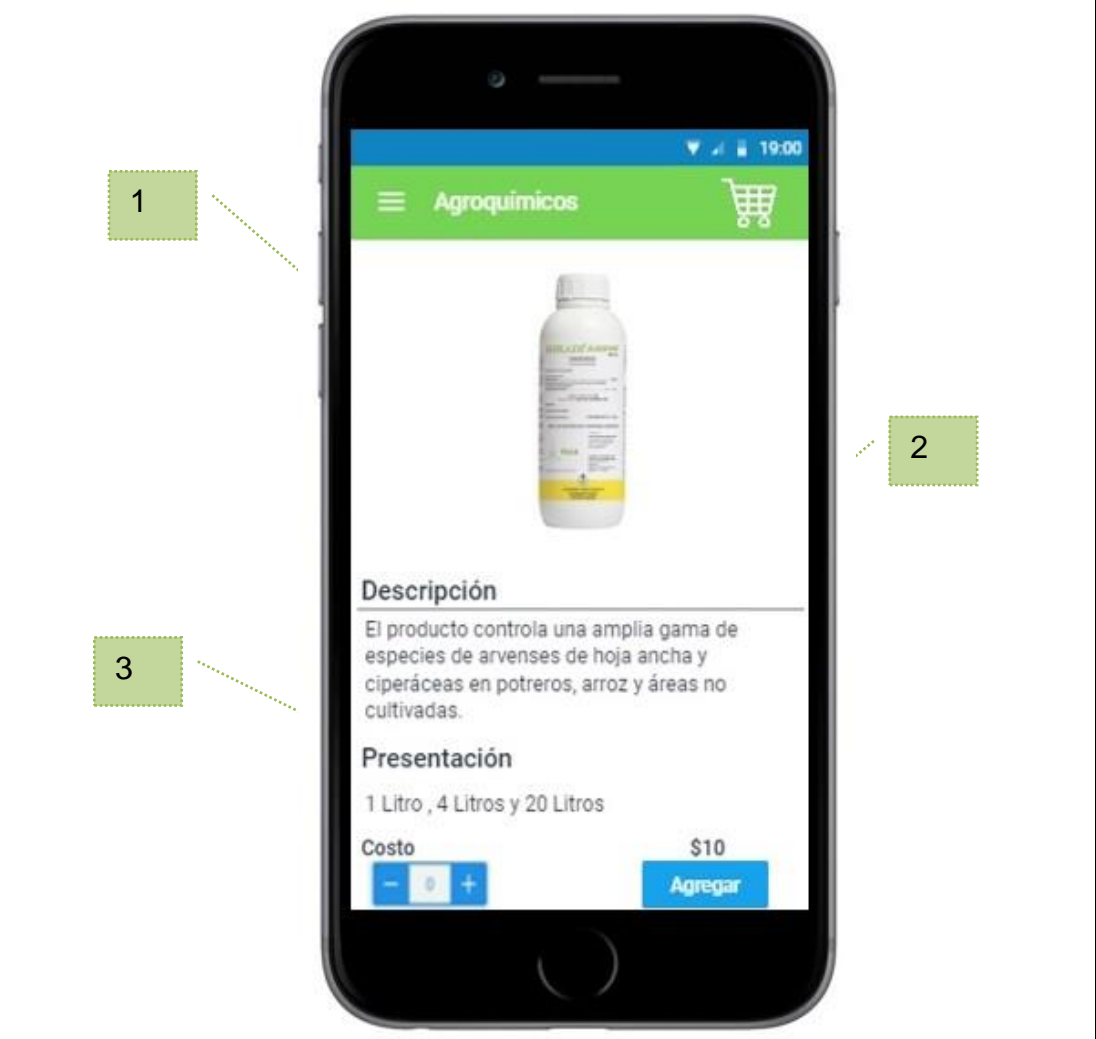 19:00
1
Agroquímicos
2
Descripción
El producto controla una amplia gama de
especies de arvenses de hoja ancha y
ciperáceas en potreros, arroz y áreas no
cultivadas.
3
Presentación
1 Litro , 4 Litros y 20 Litros
Costo $10
- 0 + Agregar